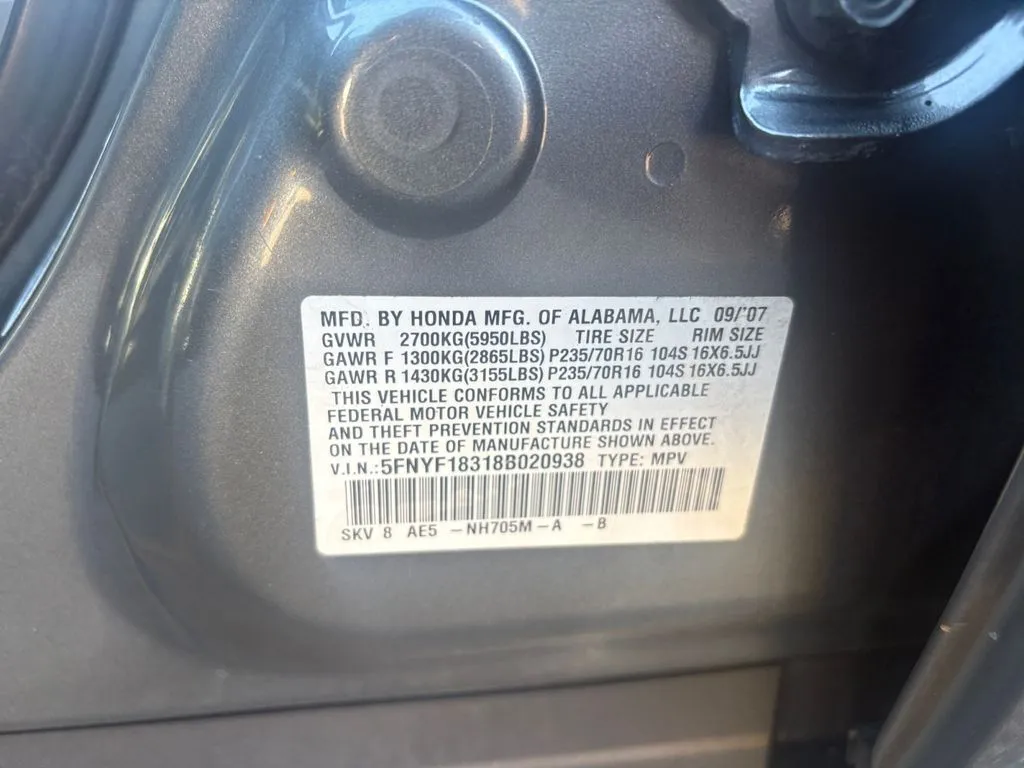 MFD. BY HONDA MFG. OF ALABAMA, LLC 09/'07
GVWR 2700KG(5950LBS) TIRE SIZE RIM SIZE
GAWR F 1300KG(2865LBS) P235/70R16 104S 16X6.5JJ
GAWR R 1430KG(3155LBS) P235/70R16 104S 16X6.5JJ
THIS VEHICLE CONFORMS TO ALL APPLICABLE
FEDERAL MOTOR VEHICLE SAFETY
AND THEFT PREVENTION STANDARDS IN EFFECT
ON THE DATE OF MANUFACTURE SHOWN ABOVE.
V.I.N.:5FNYF18318B020938 TYPE: MPV
SKV 8 AE5 -NH705M-A -B